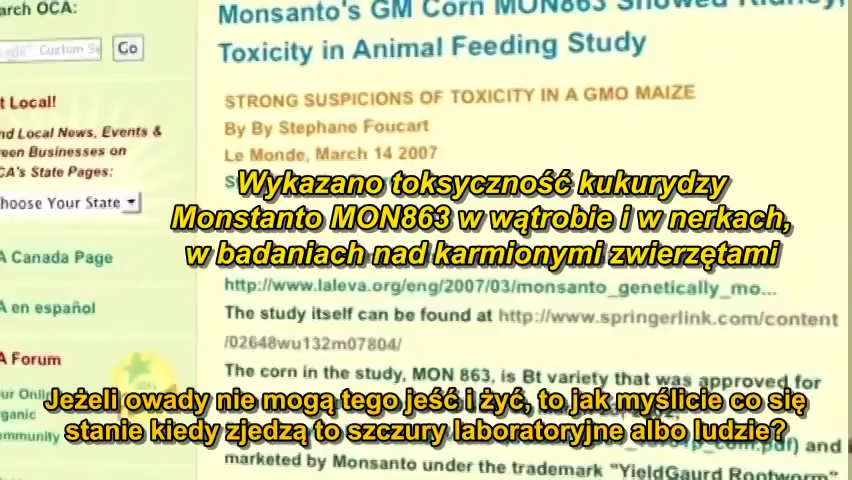 arch OCA:
Custom Se
Go
t Local!
nd Local News, Events &
een Businesses on
CA's State Pages:
hoose Your State
A Canada Page
A en español
A Forum
ur Onli
ganic
mmunity
Monsanto's GM Corn MON863 Showed Kidney,
Toxicity in Animal Feeding Study
STRONG SUSPICIONS OF TOXICITY IN A GMO MAIZE
By By Stephane Foucart
Le Monde, March 14 2007
Wykazano toksyczność kukurydzy
Monstanto MON863 w wątrobie i w nerkach,
w badaniach nad karmionymi zwierzętami
http://www.laleva.org/eng/2007/03/monsanto_genetically_mo...
The study itself can be found at http://www.springerlink.com/content
/02648wu132m07804/
The corn in the study, MON 863, is Bt variety that was approved for
Jeżeli owady nie mogą tego jeść i żyć, to jak myślicie co się
stanie kiedy zjedzą to szczury laboratoryjne albo ludzie?
.pdf) and
marketed by Monsanto under the trademark "YieldGaurd Rootworm"